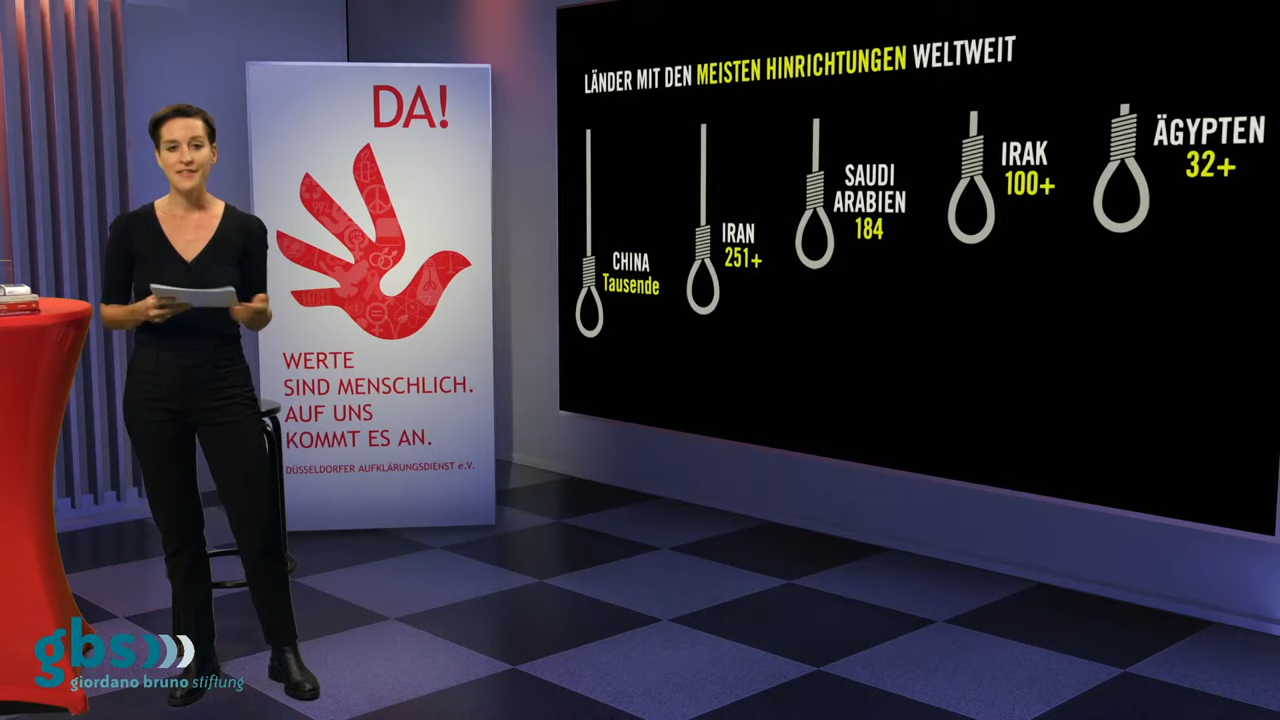 DA!
WERTE
SIND MENSCHLICH.
AUF UNS
KOMMT ES AN.
DÜSSELDORFER AUFKLÄRUNGSDIENST e.V.
LÄNDER MIT DEN MEISTEN HINRICHTUNGEN WELTWEIT
CHINA
Tausende
IRAN
251+
SAUDI
ARABIEN
184
IRAK
100+
ÄGYPTEN
32+
gbs
giordano bruno stiftung